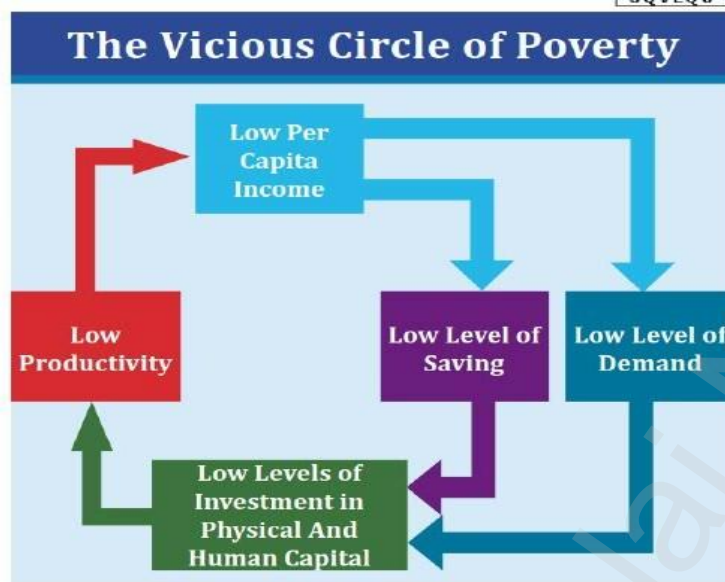 The Vicious Circle of Poverty
Low Per
Capita
Income
Low
Productivity
Low Level of
Saving
Low Level of
Demand
Low Levels of
Investment in
Physical And
Human Capital